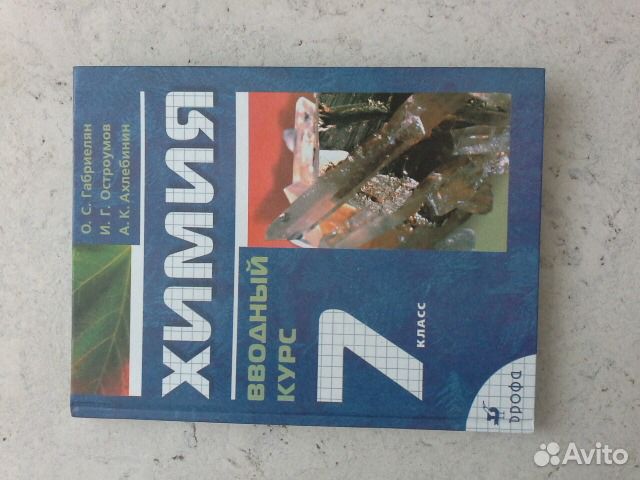 О. С. Габриелян
И. Г. Остроумов
А. К. Ахлебинин
ХИМИЯ
ВВОДНЫЙ
КУРС
7
КЛАСС
дрофа
Avito